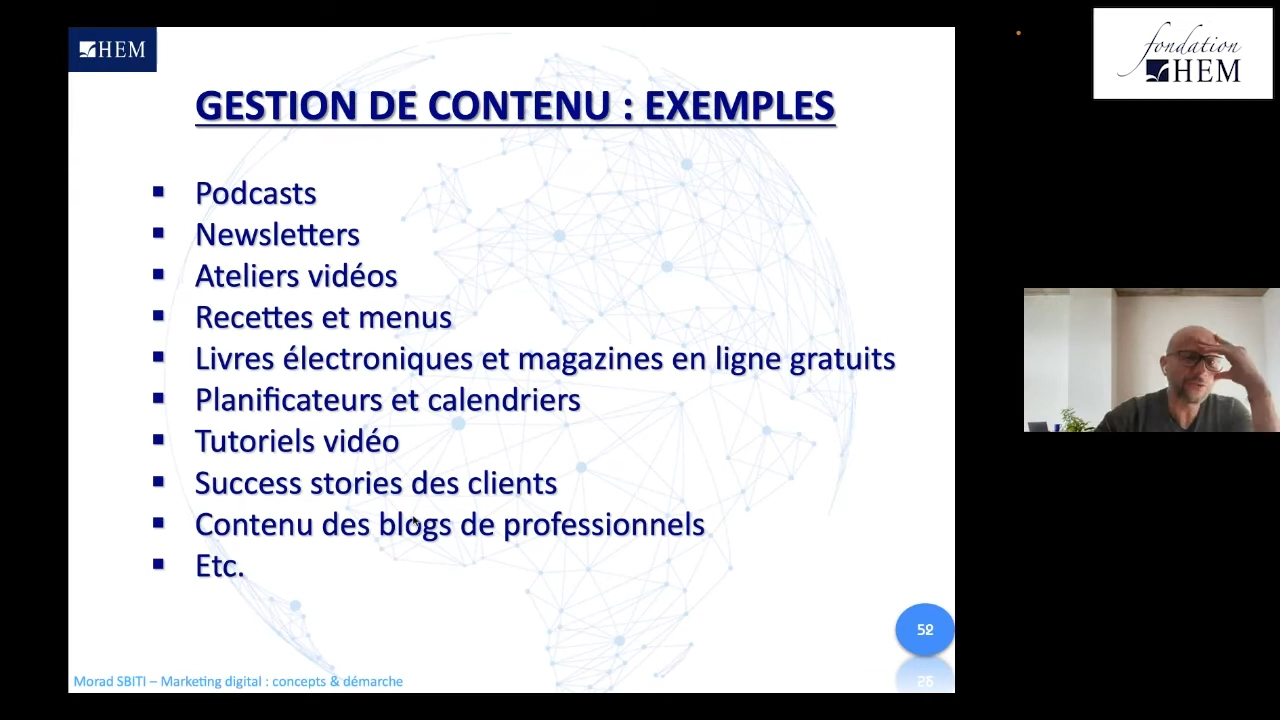 HEM
fondation
HEM
GESTION DE CONTENU : EXEMPLES
▪ Podcasts
▪ Newsletters
▪ Ateliers vidéos
▪ Recettes et menus
▪ Livres électroniques et magazines en ligne gratuits
▪ Planificateurs et calendriers
▪ Tutoriels vidéo
▪ Success stories des clients
▪ Contenu des blogs de professionnels
▪ Etc.
Morad SBITI – Marketing digital : concepts & démarche